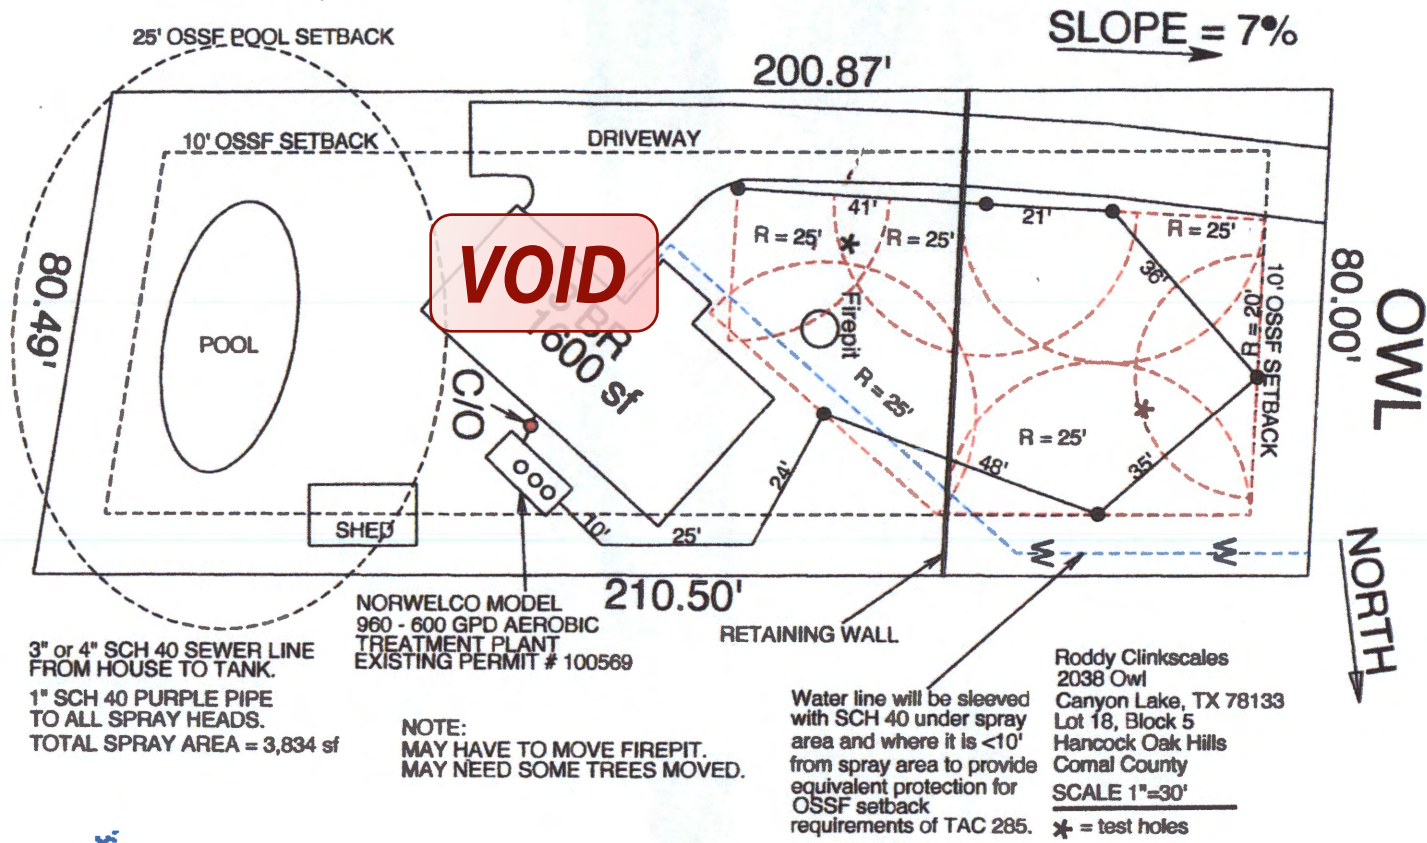 SLOPE = 7%
25' OSSF POOL SETBACK
200.87'
10' OSSF SETBACK
DRIVEWAY
41'
21'
R = 25'
R = 25'
R = 25'
36'
R = 20'
10' OSSF SETBACK
80.00'
OWL
80.49'
POOL
VOID
3 BR
1600 sf
Firepit
R = 25'
R = 25'
C/O
24'
48'
35'
SHED
10'
25'
W
W
210.50'
NORTH
RETAINING WALL
NORWELCO MODEL
960 - 600 GPD AEROBIC
TREATMENT PLANT
EXISTING PERMIT # 100569
3" or 4" SCH 40 SEWER LINE
FROM HOUSE TO TANK.
1" SCH 40 PURPLE PIPE
TO ALL SPRAY HEADS.
TOTAL SPRAY AREA = 3,834 sf
NOTE:
MAY HAVE TO MOVE FIREPIT.
MAY NEED SOME TREES MOVED.
Water line will be sleeved
with SCH 40 under spray
area and where it is <10'
from spray area to provide
equivalent protection for
OSSF setback
requirements of TAC 285.
Roddy Clinkscales
2038 Owl
Canyon Lake, TX 78133
Lot 18, Block 5
Hancock Oak Hills
Comal County
SCALE 1"=30'
* = test holes